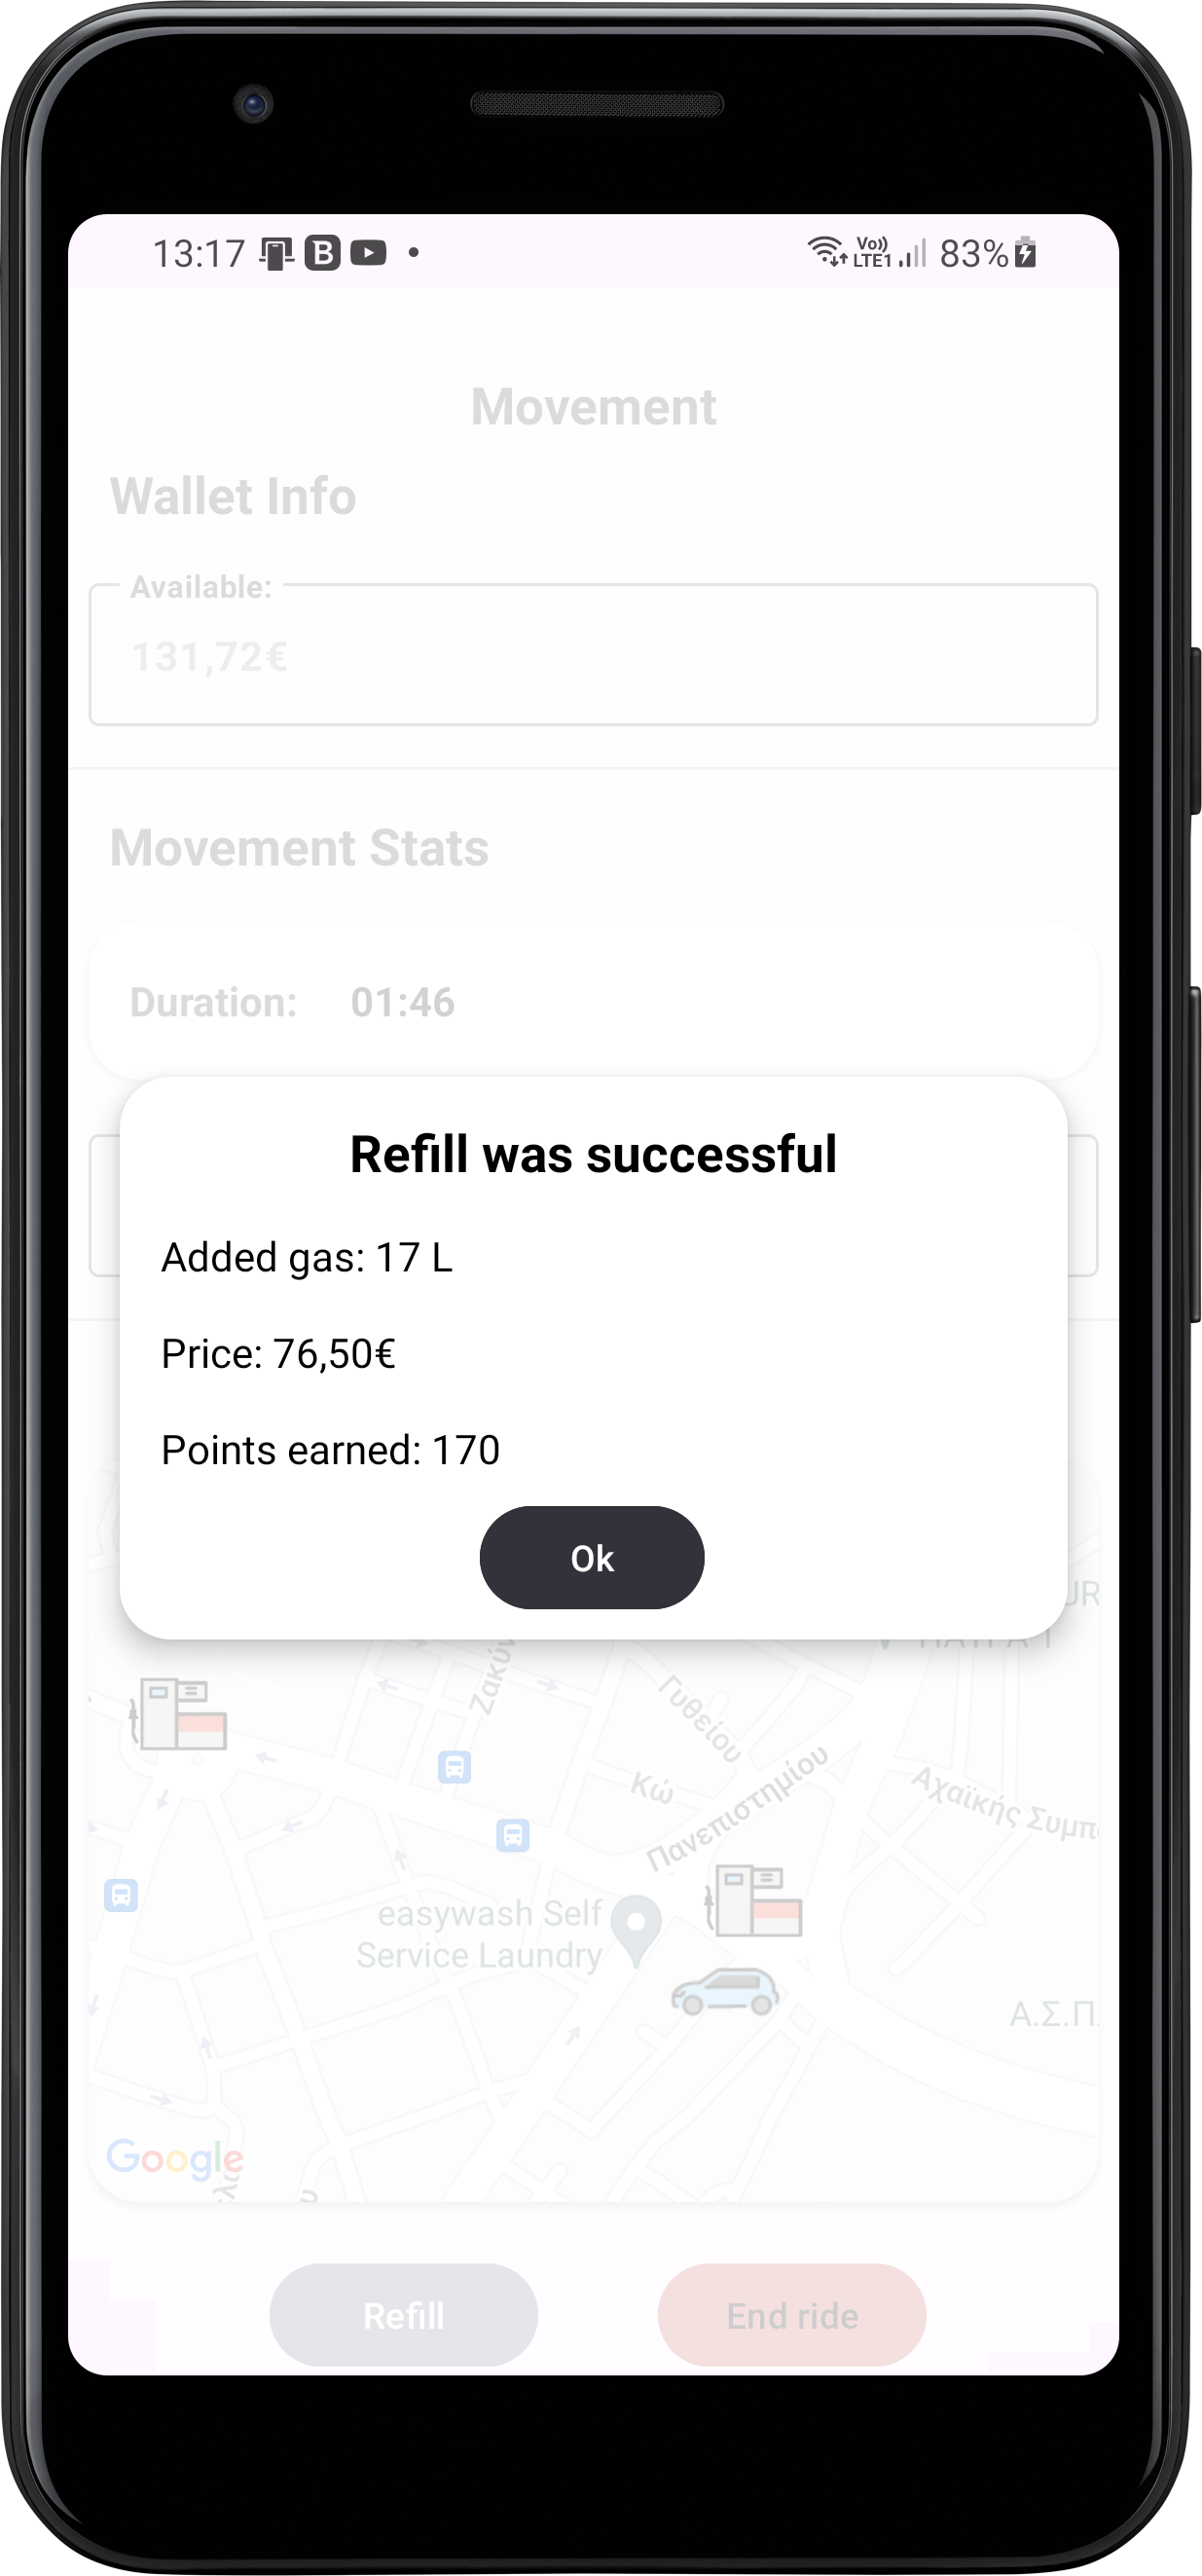 13:17 B Vo)) LTE1 83%
Movement
Wallet Info
Available:
131,72€
Movement Stats
Duration: 01:46
Refill was successful
Added gas: 17 L
Price: 76,50€
Points earned: 170
Ok
Ζακύν
Γυθείου
Κώ
Πανεπιστημίου
Αχαϊκής Συμπ
easywash Self
Service Laundry
Α.Σ.Π.
Google
Refill End ride